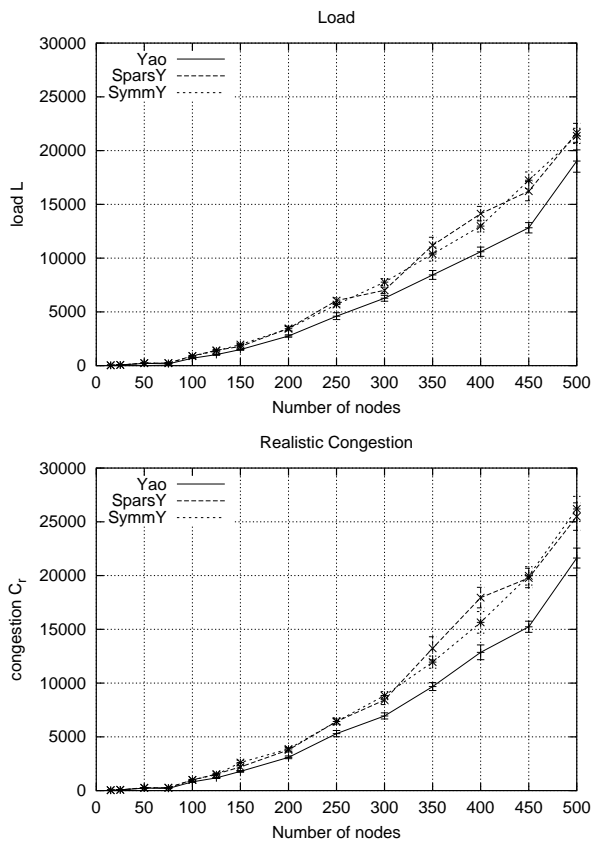 Load
30000
25000
20000
15000
10000
5000
0
load L
Yao
SparsY
SymmY
0 50 100 150 200 250 300 350 400 450 500
Number of nodes
Realistic Congestion
30000
25000
20000
15000
10000
5000
0
congestion C_r
Yao
SparsY
SymmY
0 50 100 150 200 250 300 350 400 450 500
Number of nodes